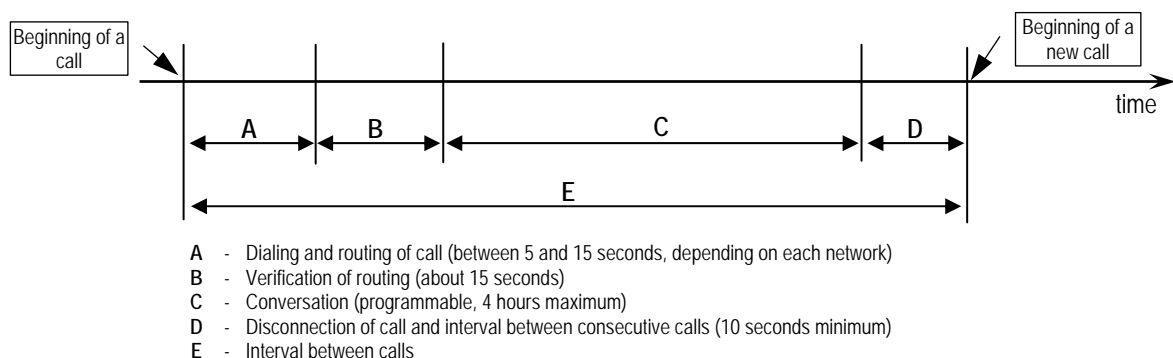 Beginning of a
call
Beginning of a
new call
time
A
B
C
D
E
A - Dialing and routing of call (between 5 and 15 seconds, depending on each network)
B - Verification of routing (about 15 seconds)
C - Conversation (programmable, 4 hours maximum)
D - Disconnection of call and interval between consecutive calls (10 seconds minimum)
E - Interval between calls